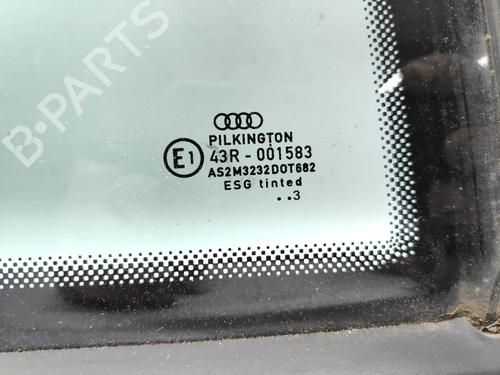 B-PARTS
PILKINGTON
E1 43R - 001583
AS2M3232DOT682
ESG tinted
..3